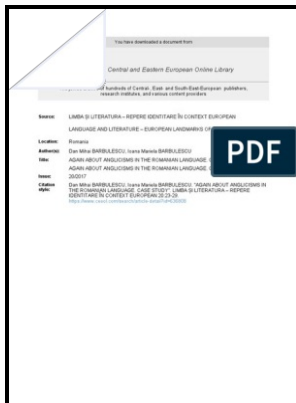 You have downloaded a document from
Central and Eastern European Online Library
hundreds of Central-, East- and South-East-European publishers,
research institutes, and various content providers
Source: LIMBA ȘI LITERATURA – REPERE IDENTITARE ÎN CONTEXT EUROPEAN
LANGUAGE AND LITERATURE – EUROPEAN LANDMARKS OF
Location: Romania
Author(s): Dan Mihai BARBULESCU, Ivana Mariela BARBULESCU
Title: AGAIN ABOUT ANGLICISMS IN THE ROMANIAN LANGUAGE.
AGAIN ABOUT ANGLICISMS IN THE ROMANIAN LANGUAGE.
Issue: 20/2017
Citation style: Dan Mihai BARBULESCU, Ivana Mariela BARBULESCU. "AGAIN ABOUT ANGLICISMS IN
THE ROMANIAN LANGUAGE. CASE STUDY". LIMBA ȘI LITERATURA – REPERE
IDENTITARE ÎN CONTEXT EUROPEAN 20:23-29
PDF